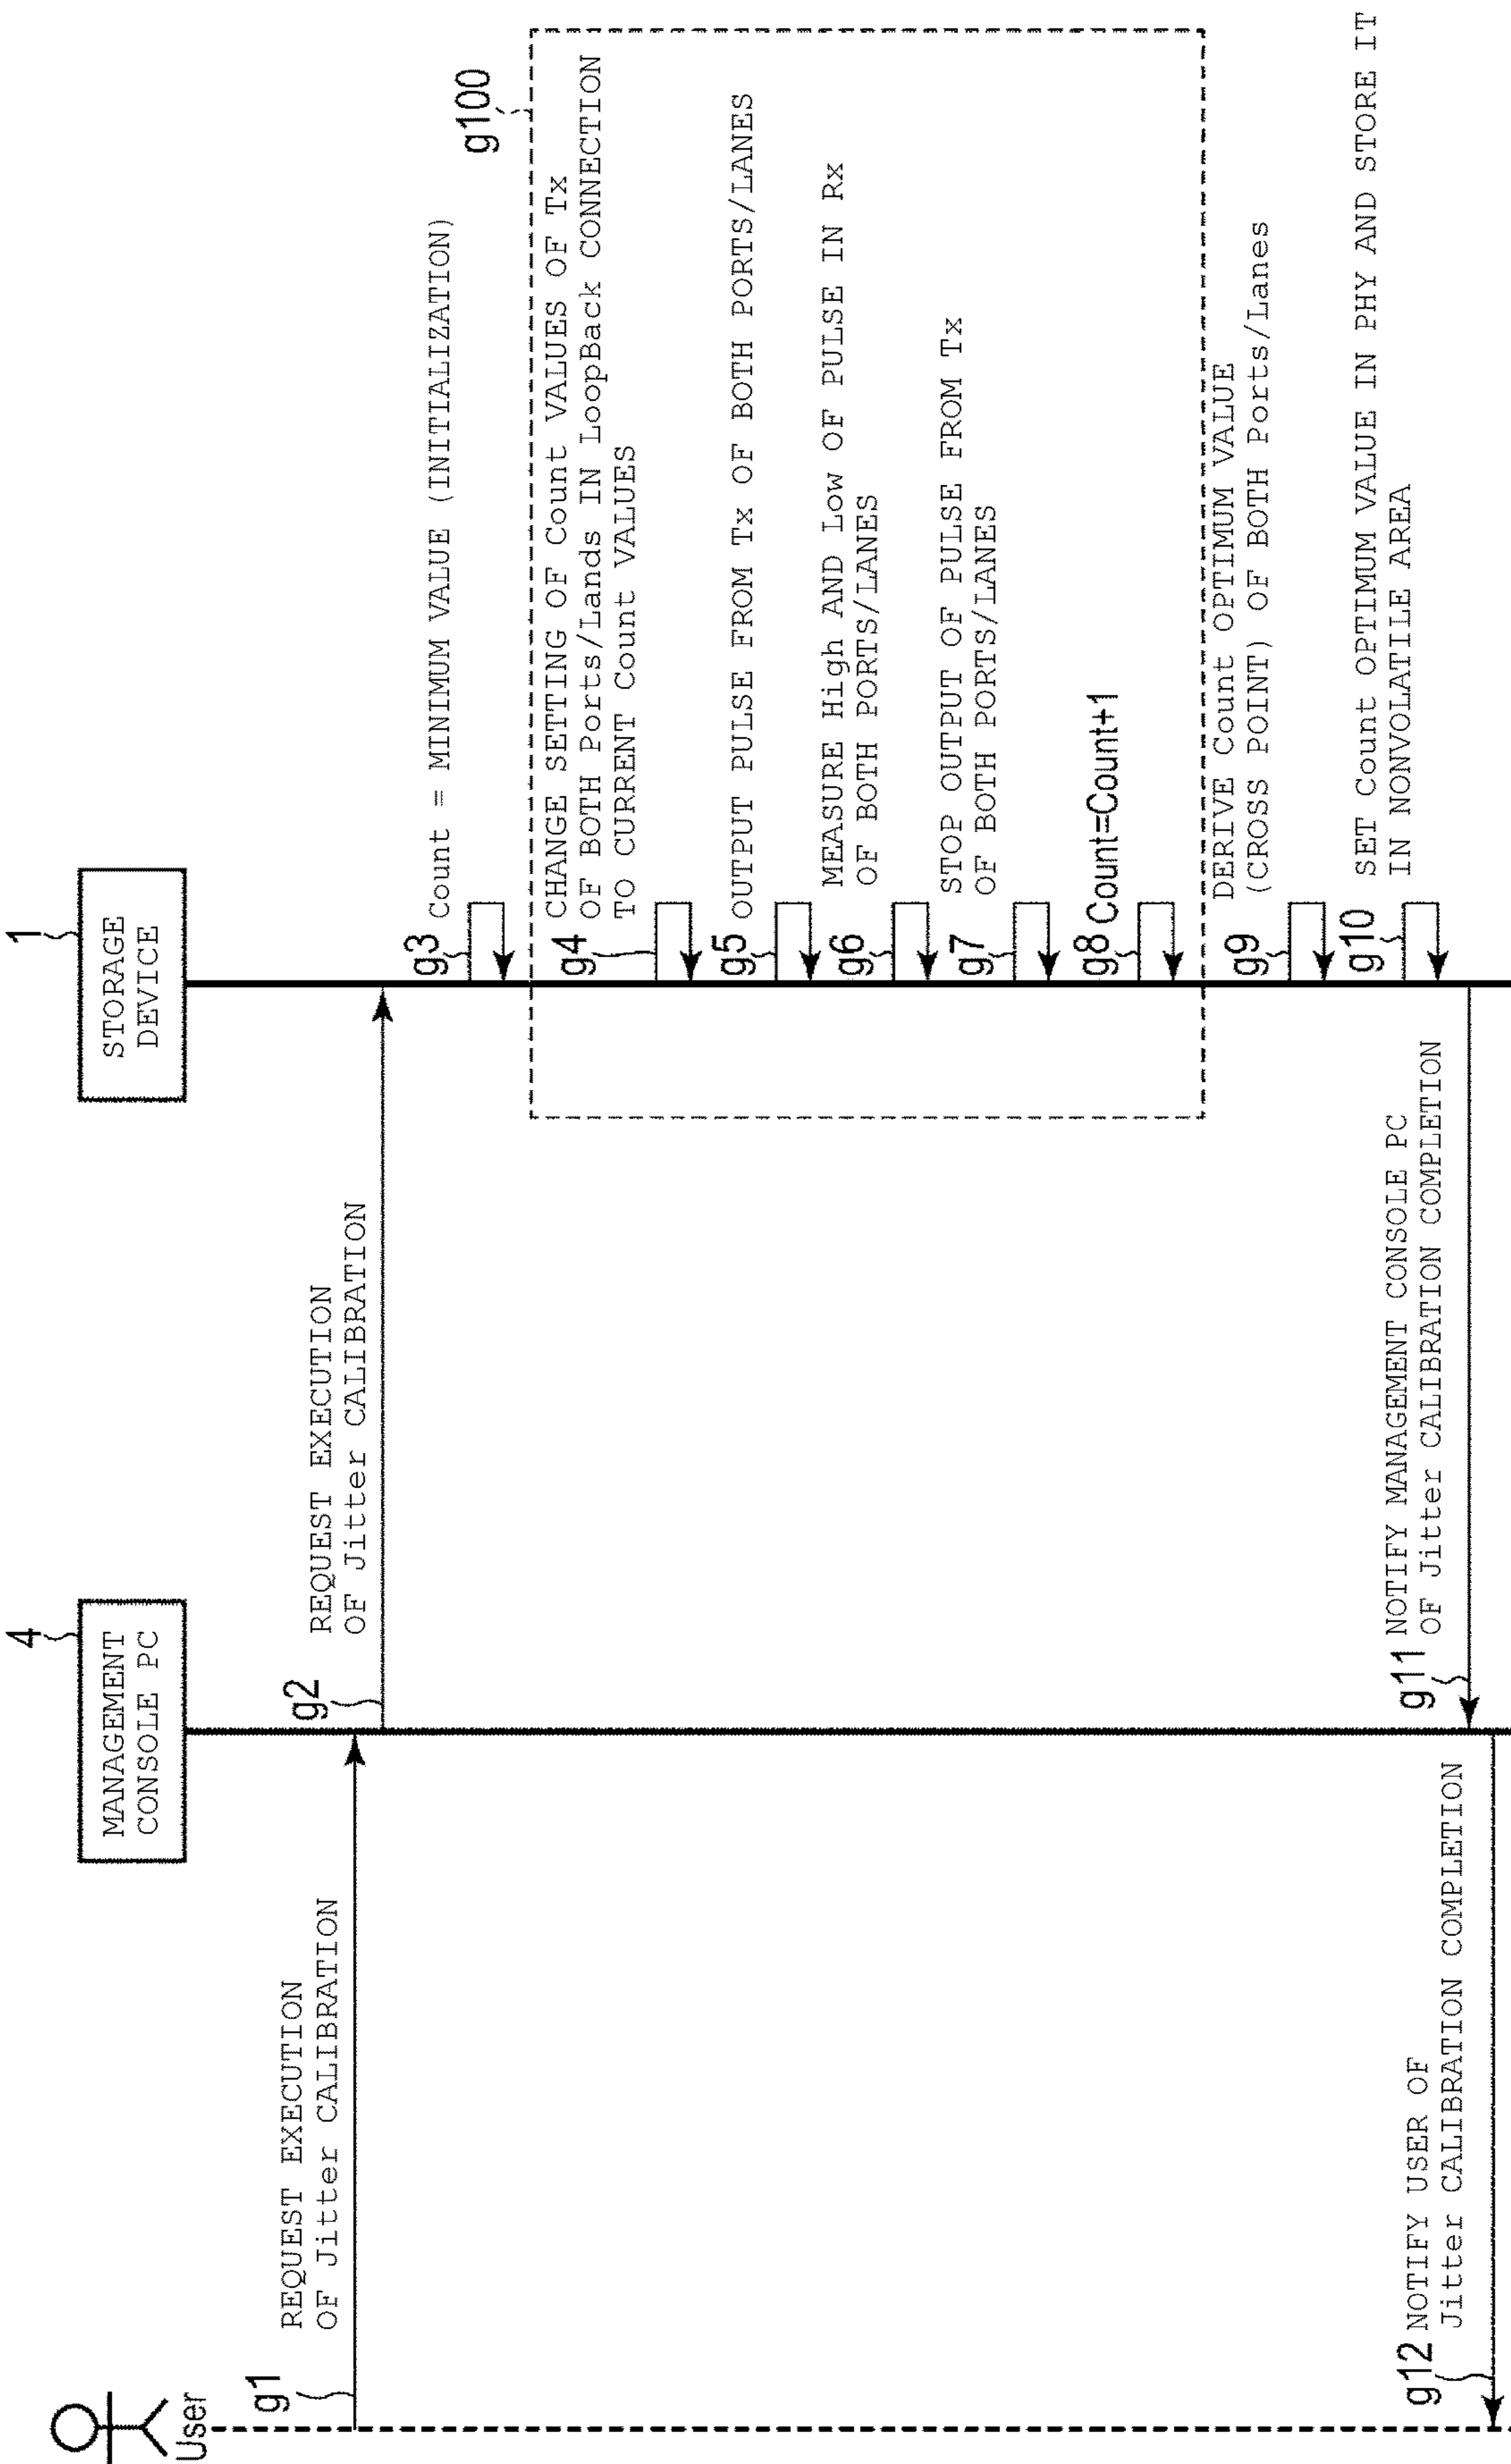 User
4
MANAGEMENT
CONSOLE PC
1
STORAGE
DEVICE
g1
REQUEST EXECUTION
OF Jitter CALIBRATION
g2
REQUEST EXECUTION
OF Jitter CALIBRATION
g3
Count = MINIMUM VALUE (INITIALIZATION)
g100
g4
CHANGE SETTING OF Count VALUES OF Tx
OF BOTH Ports/Lands IN LoopBack CONNECTION
TO CURRENT Count VALUES
g5
OUTPUT PULSE FROM Tx OF BOTH PORTS/LANES
g6
MEASURE High AND Low OF PULSE IN Rx
OF BOTH PORTS/LANES
g7
STOP OUTPUT OF PULSE FROM Tx
OF BOTH PORTS/LANES
g8
Count=Count+1
g9
DERIVE Count OPTIMUM VALUE
(CROSS POINT) OF BOTH Ports/Lanes
g10
SET Count OPTIMUM VALUE IN PHY AND STORE IT
IN NONVOLATILE AREA
g11
NOTIFY MANAGEMENT CONSOLE PC
OF Jitter CALIBRATION COMPLETION
g12
NOTIFY USER OF
Jitter CALIBRATION COMPLETION